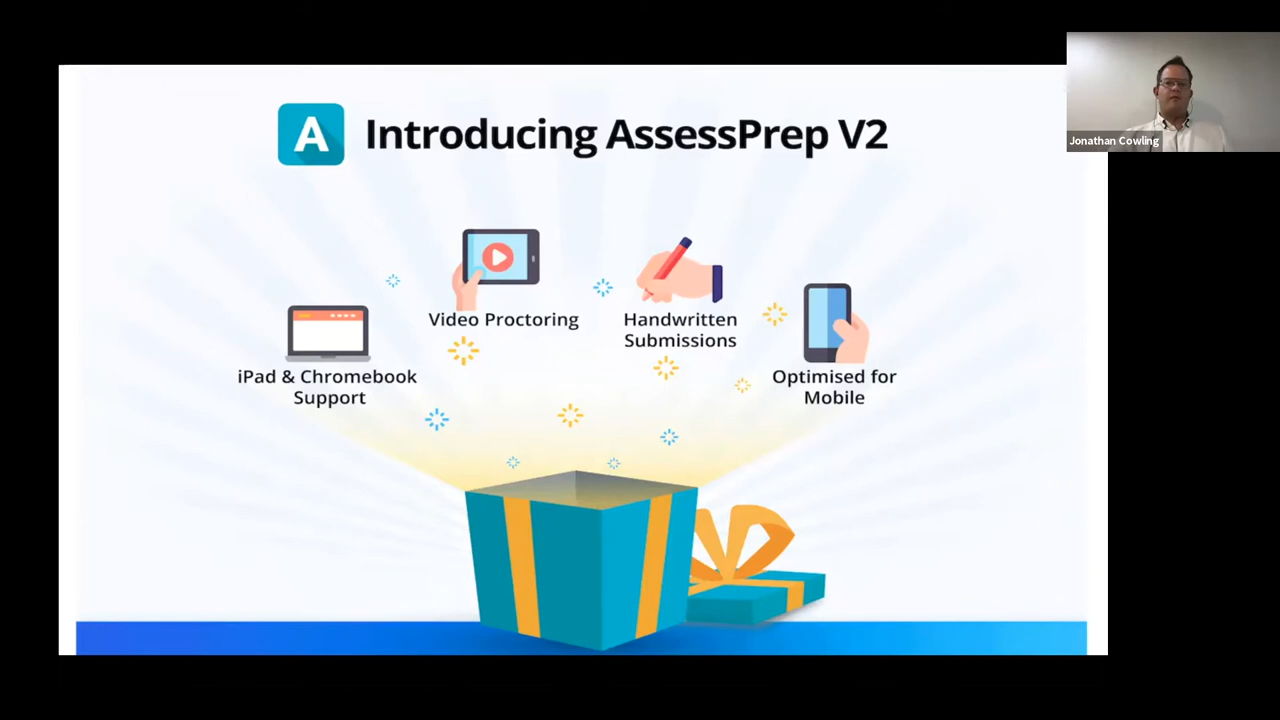 A Introducing AssessPrep V2
Jonathan Cowling
Video Proctoring
Handwritten
Submissions
iPad & Chromebook
Support
Optimised for
Mobile